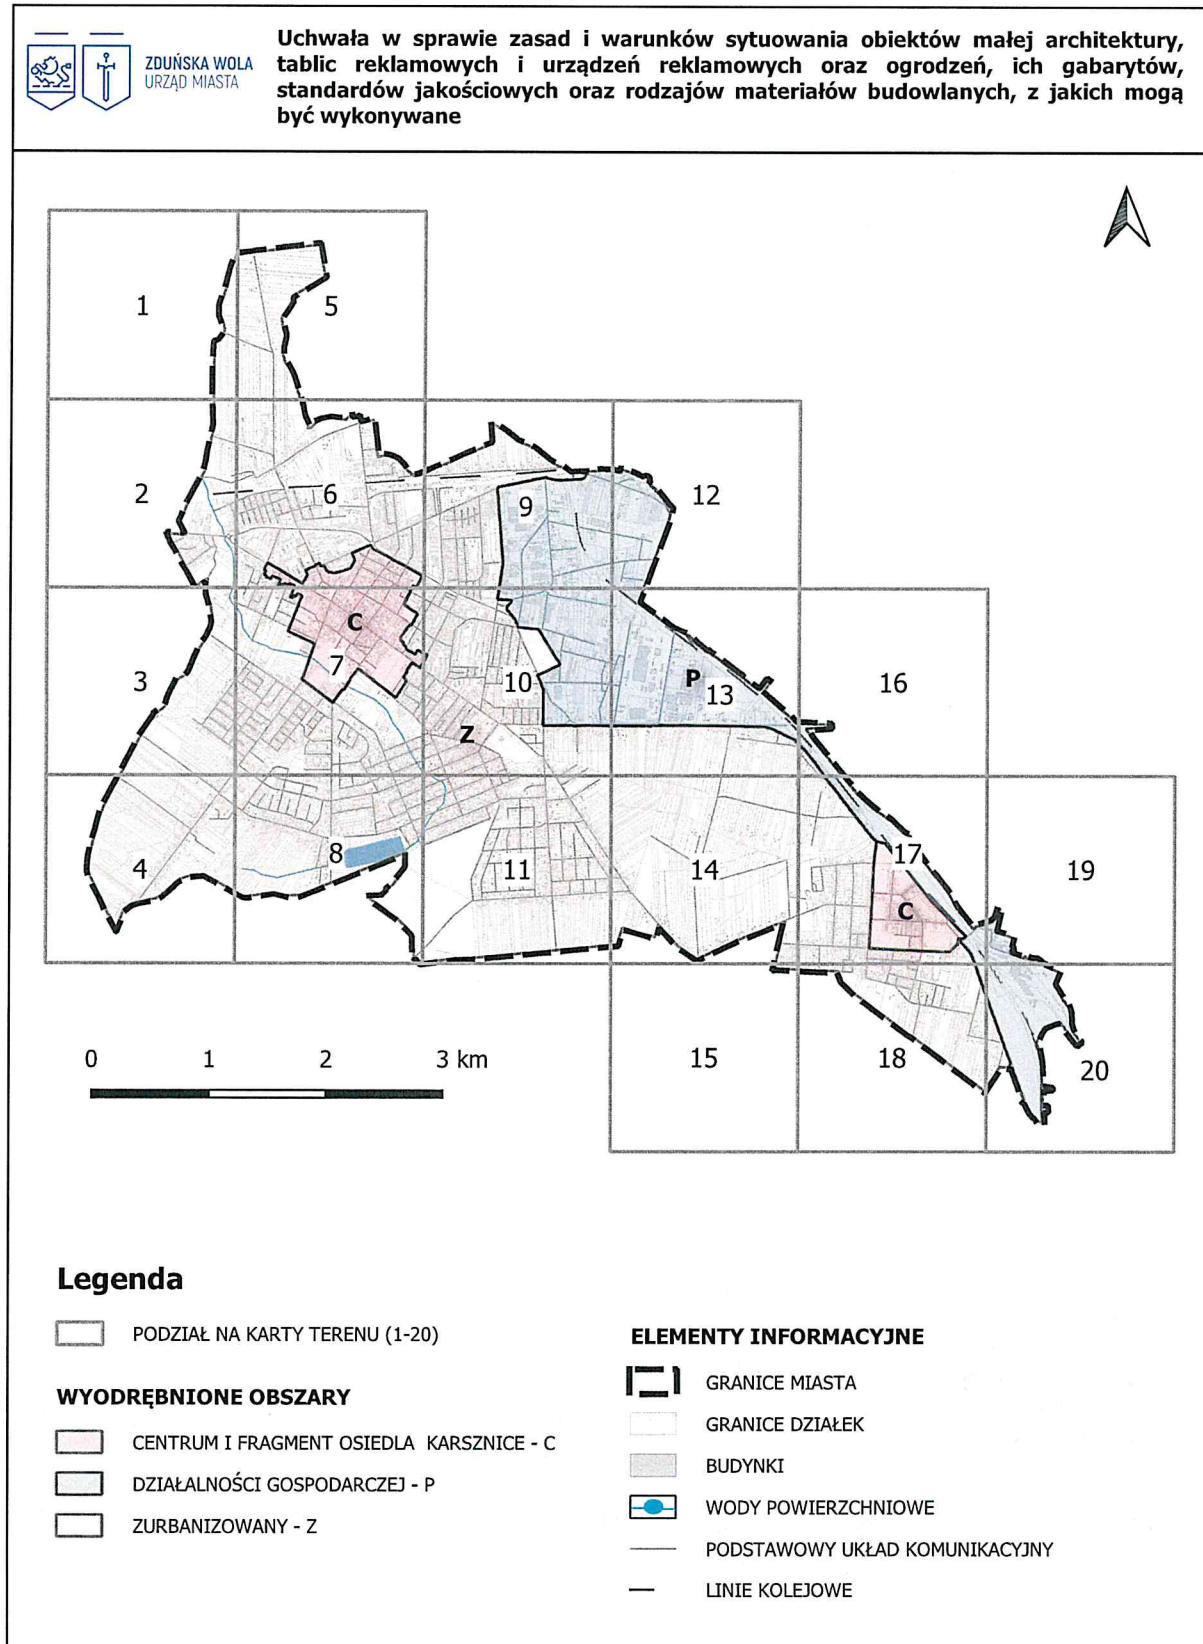 ZDUŃSKA WOLA
URZĄD MIASTA
Uchwała w sprawie zasad i warunków sytuowania obiektów małej architektury,
tablic reklamowych i urządzeń reklamowych oraz ogrodzeń, ich gabarytów,
standardów jakościowych oraz rodzajów materiałów budowlanych, z jakich mogą
być wykonywane
1
5
2
6
9
12
C
7
3
10
P
13
16
Z
4
8
11
14
17
C
19
15
18
20
0 1 2 3 km
Legenda
PODZIAŁ NA KARTY TERENU (1-20)
WYODRĘBNIONE OBSZARY
CENTRUM I FRAGMENT OSIEDLA KARSZNICE - C
DZIAŁALNOŚCI GOSPODARCZEJ - P
ZURBANIZOWANY - Z
ELEMENTY INFORMACYJNE
GRANICE MIASTA
GRANICE DZIAŁEK
BUDYNKI
WODY POWIERZCHNIOWE
PODSTAWOWY UKŁAD KOMUNIKACYJNY
LINIE KOLEJOWE